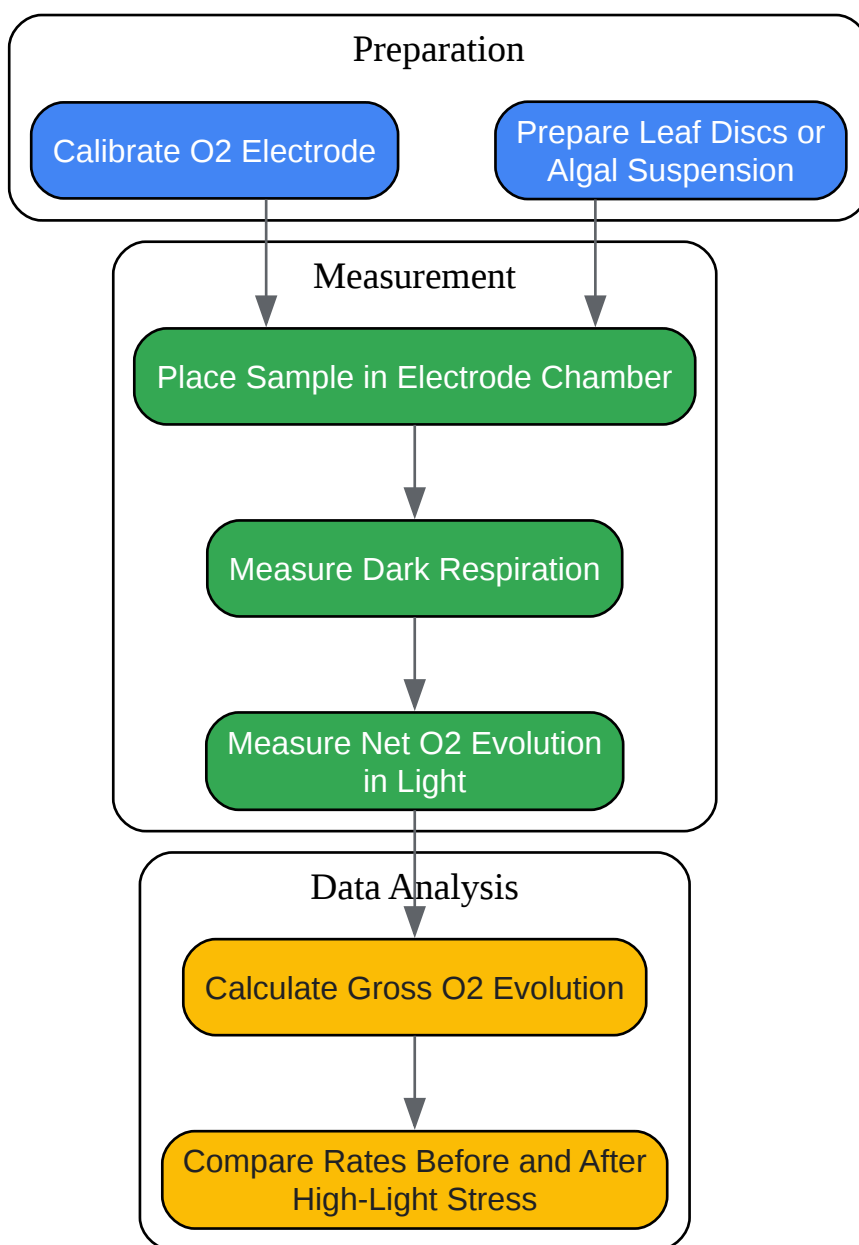 Preparation
Calibrate O2 Electrode
Prepare Leaf Discs or
Algal Suspension
Measurement
Place Sample in Electrode Chamber
Measure Dark Respiration
Measure Net O2 Evolution
in Light
Data Analysis
Calculate Gross O2 Evolution
Compare Rates Before and After
High-Light Stress